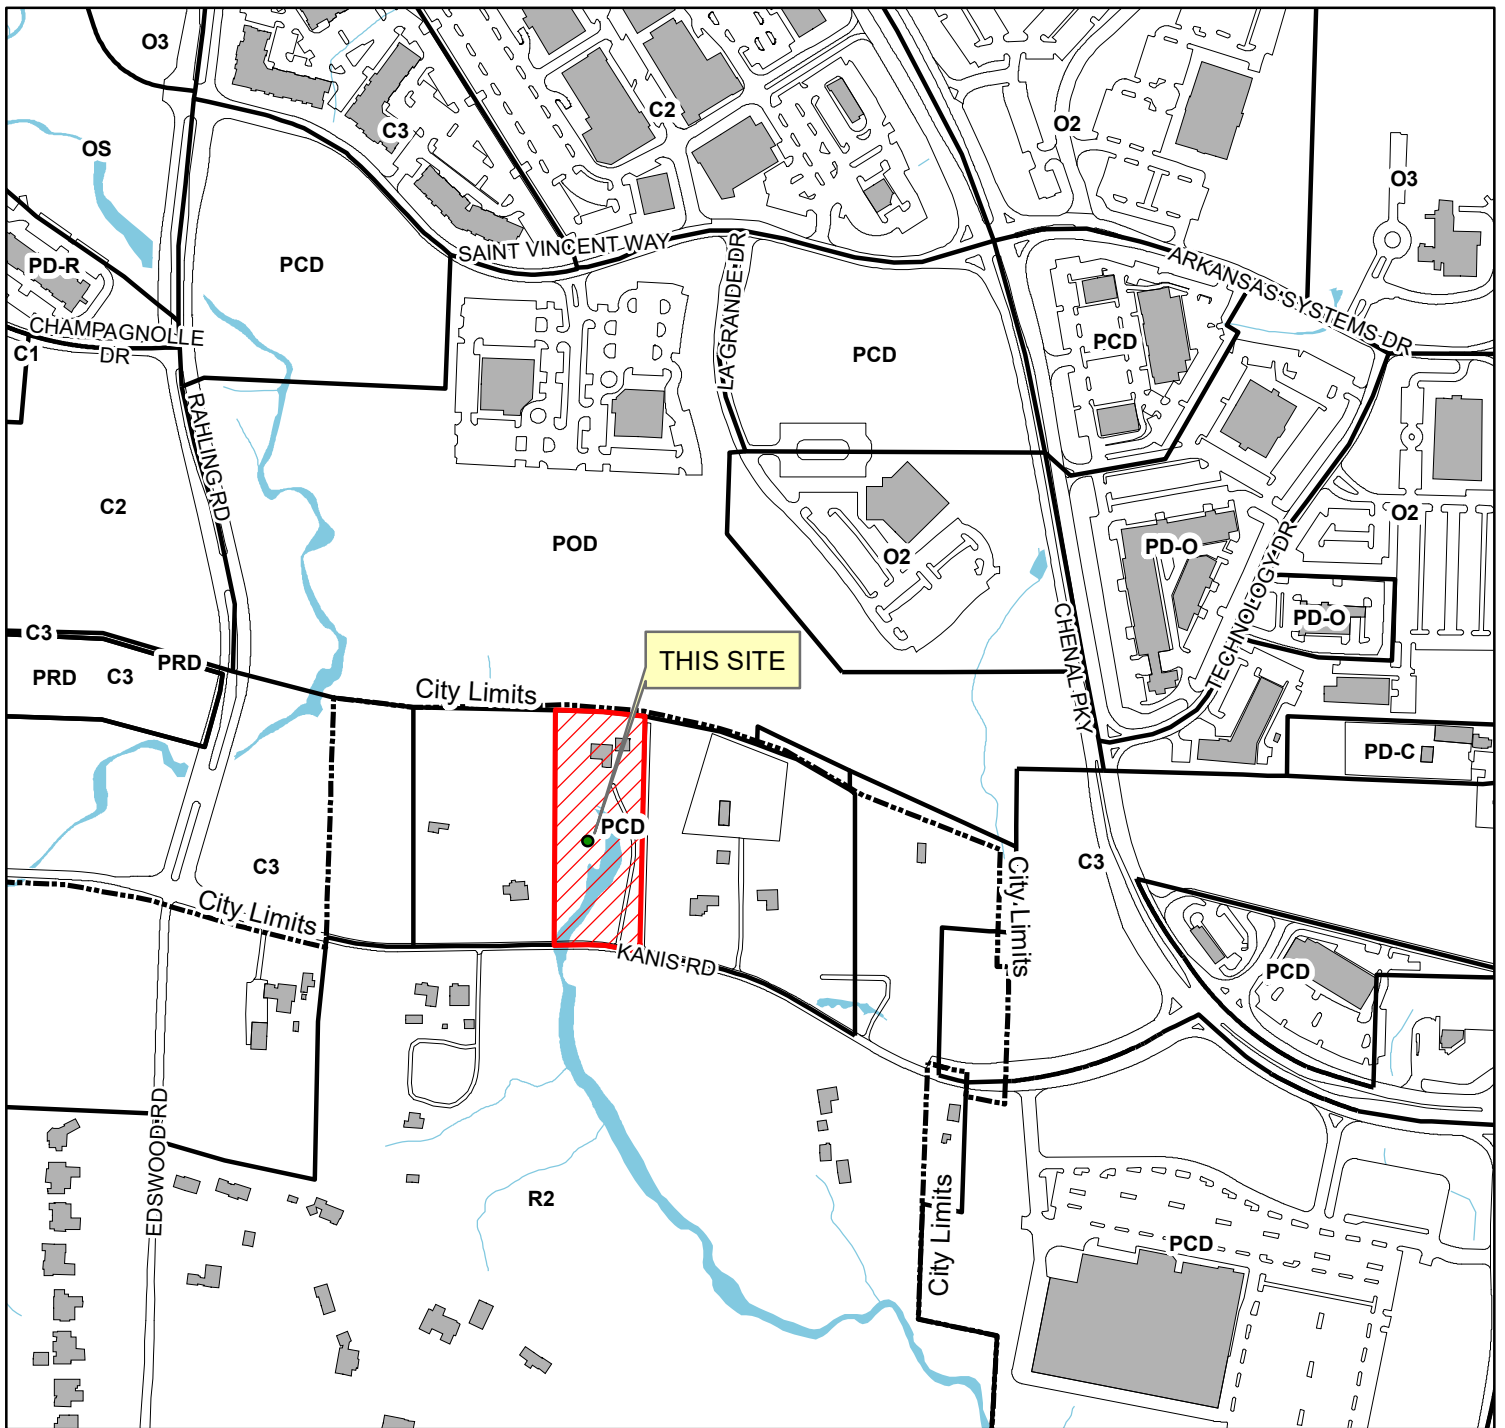 O3
C3
C2
O2
O3
OS
PD-R
PCD
SAINT VINCENT WAY
LA GRANDE DR
ARKANSAS SYSTEMS DR
CHAMPAGNOLLE
DR
C1
PCD
PCD
RAHLING RD
C2
POD
O2
PD-O
O2
TECHNOLOGY DR
PD-O
CHENAL PKY
C3
PRD
PRD
C3
THIS SITE
City Limits
PD-C
PCD
C3
C3
City Limits
City Limits
KANIS RD
PCD
EDSWOOD RD
R2
City Limits
PCD